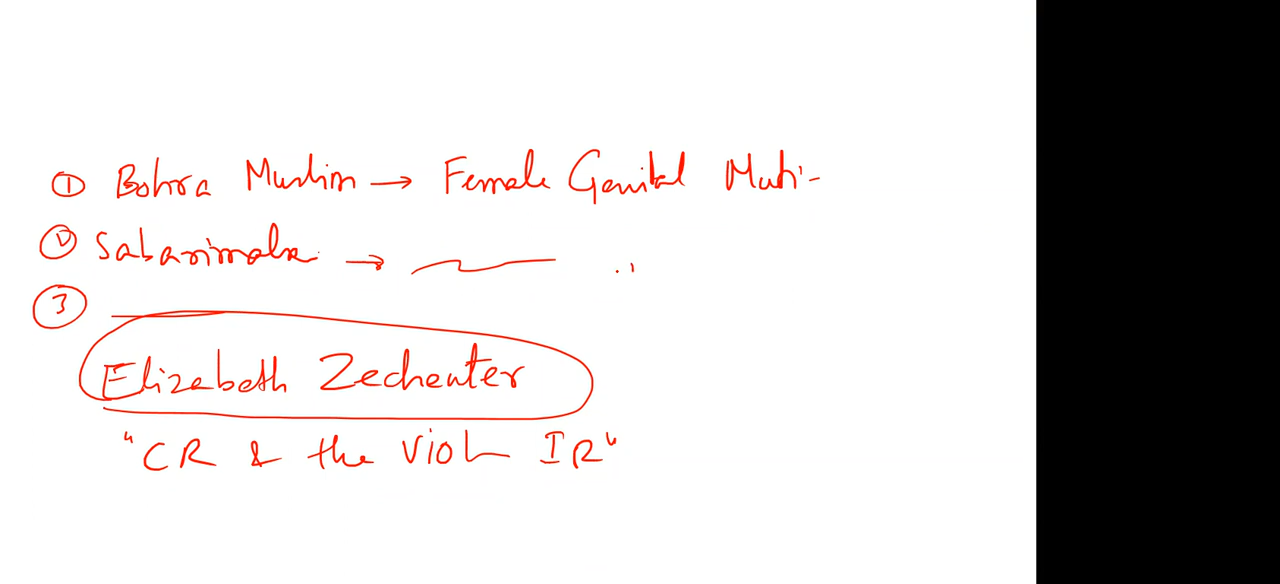 ① Bohra Muslim → Female Genital Muti-
② Sabarimala →
③
Elizabeth Zechenter
"CR & the Viol IR"